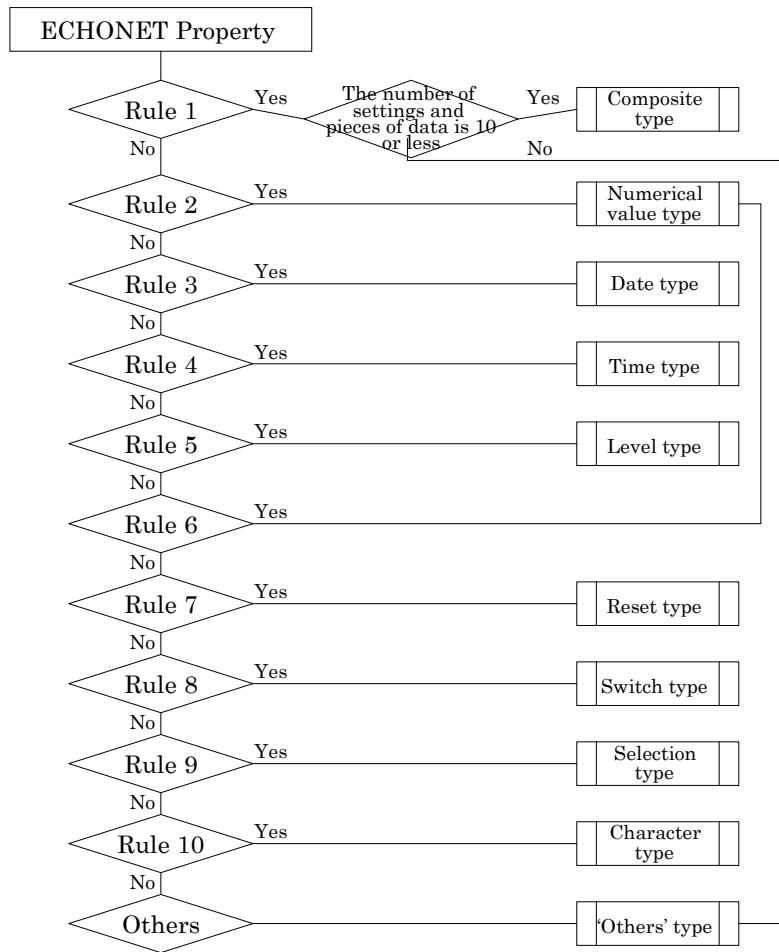 ECHONET Property
Rule 1
Yes
The number of
settings and
pieces of data is 10
or less
Yes
Composite
type
No
No
Rule 2
Yes
Numerical
value type
No
Rule 3
Yes
Date type
No
Rule 4
Yes
Time type
No
Rule 5
Yes
Level type
No
Rule 6
Yes
No
Rule 7
Yes
Reset type
No
Rule 8
Yes
Switch type
No
Rule 9
Yes
Selection
type
No
Rule 10
Yes
Character
type
No
Others
‘Others’ type